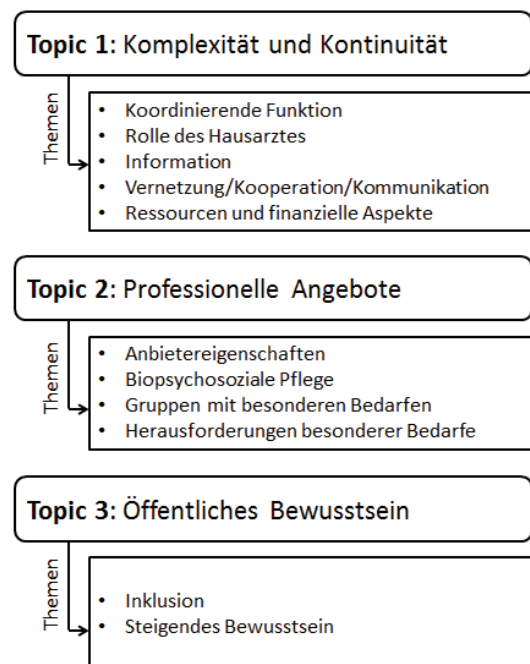 Topic 1: Komplexität und Kontinuität
Themen
• Koordinierende Funktion
• Rolle des Hausarztes
• Information
• Vernetzung/Kooperation/Kommunikation
• Ressourcen und finanzielle Aspekte
Topic 2: Professionelle Angebote
Themen
• Anbietereigenschaften
• Biopsychosoziale Pflege
• Gruppen mit besonderen Bedarfen
• Herausforderungen besonderer Bedarfe
Topic 3: Öffentliches Bewusstsein
Themen
• Inklusion
• Steigendes Bewusstsein